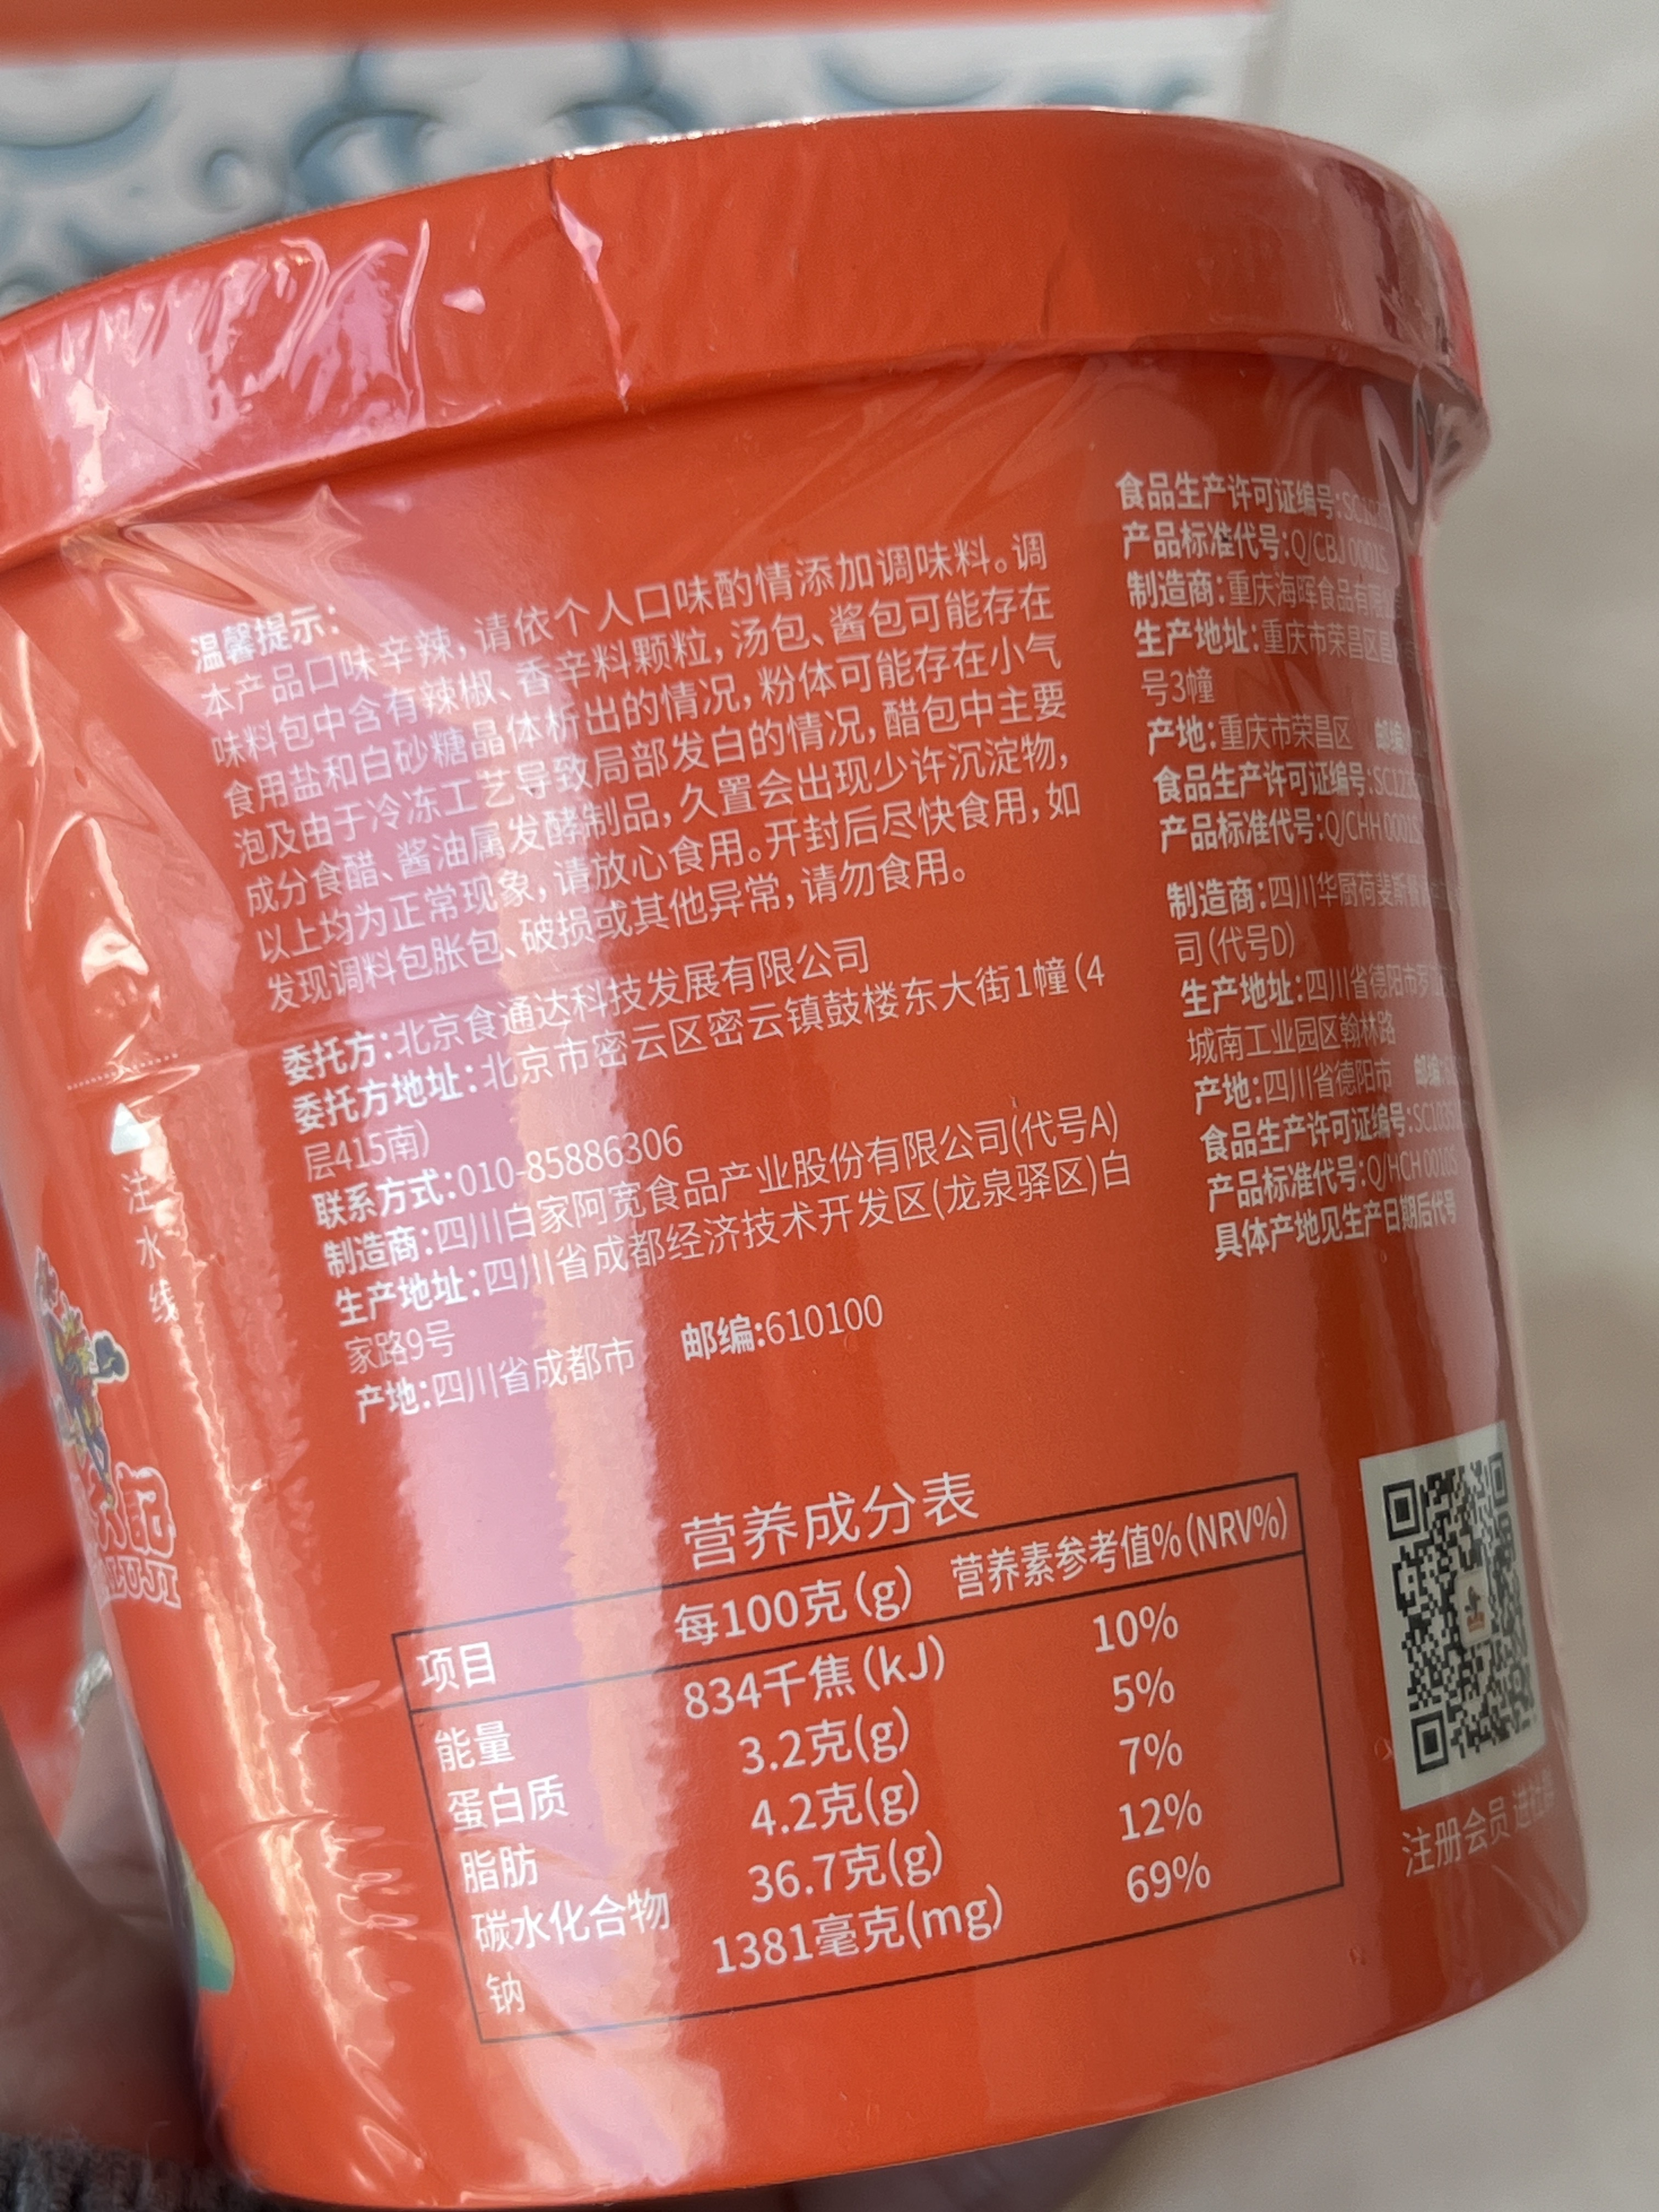 温馨提示：
本产品口味辛辣，请依个人口味酌情添加调味料。调
味料包中含有辣椒、香辛料颗粒，汤包、酱包可能存在
食用盐和白砂糖晶体析出的情况，粉体可能存在小气
泡及由于冷冻工艺导致局部发白的情况，醋包中主要
成分食醋、酱油属发酵制品，久置会出现少许沉淀物，
以上均为正常现象，请放心食用。开封后尽快食用，如
发现调料包胀包、破损或其他异常，请勿食用。
委托方：北京食通达科技发展有限公司
委托方地址：北京市密云区密云镇鼓楼东大街1幢（4
层415南）
联系方式：010-85886306
制造商：四川白家阿宽食品产业股份有限公司(代号A)
生产地址：四川省成都经济技术开发区(龙泉驿区)白
家路9号
产地：四川省成都市 邮编:610100
食品生产许可证编号：
产品标准代号：Q/CBJ 0001S
制造商：重庆海晖食品有限
生产地址：重庆市荣昌区昌
号3幢
产地：重庆市荣昌区 邮编
食品生产许可证编号：
产品标准代号：Q/CHH 0001S
制造商：四川华厨荷斐斯餐
司（代号D）
生产地址：四川省德阳市罗
城南工业园区翰林路
产地：四川省德阳市 邮编
食品生产许可证编号：
产品标准代号：Q/HCH 0010S
具体产地见生产日期后代号
注水线
记
UJI
营养成分表
项目 每100克（g） 营养素参考值%（NRV%）
能量 834千焦（kJ） 10%
蛋白质 3.2克(g) 5%
脂肪 4.2克(g) 7%
碳水化合物 36.7克(g) 12%
钠 1381毫克(mg) 69%
注册会员 进社群